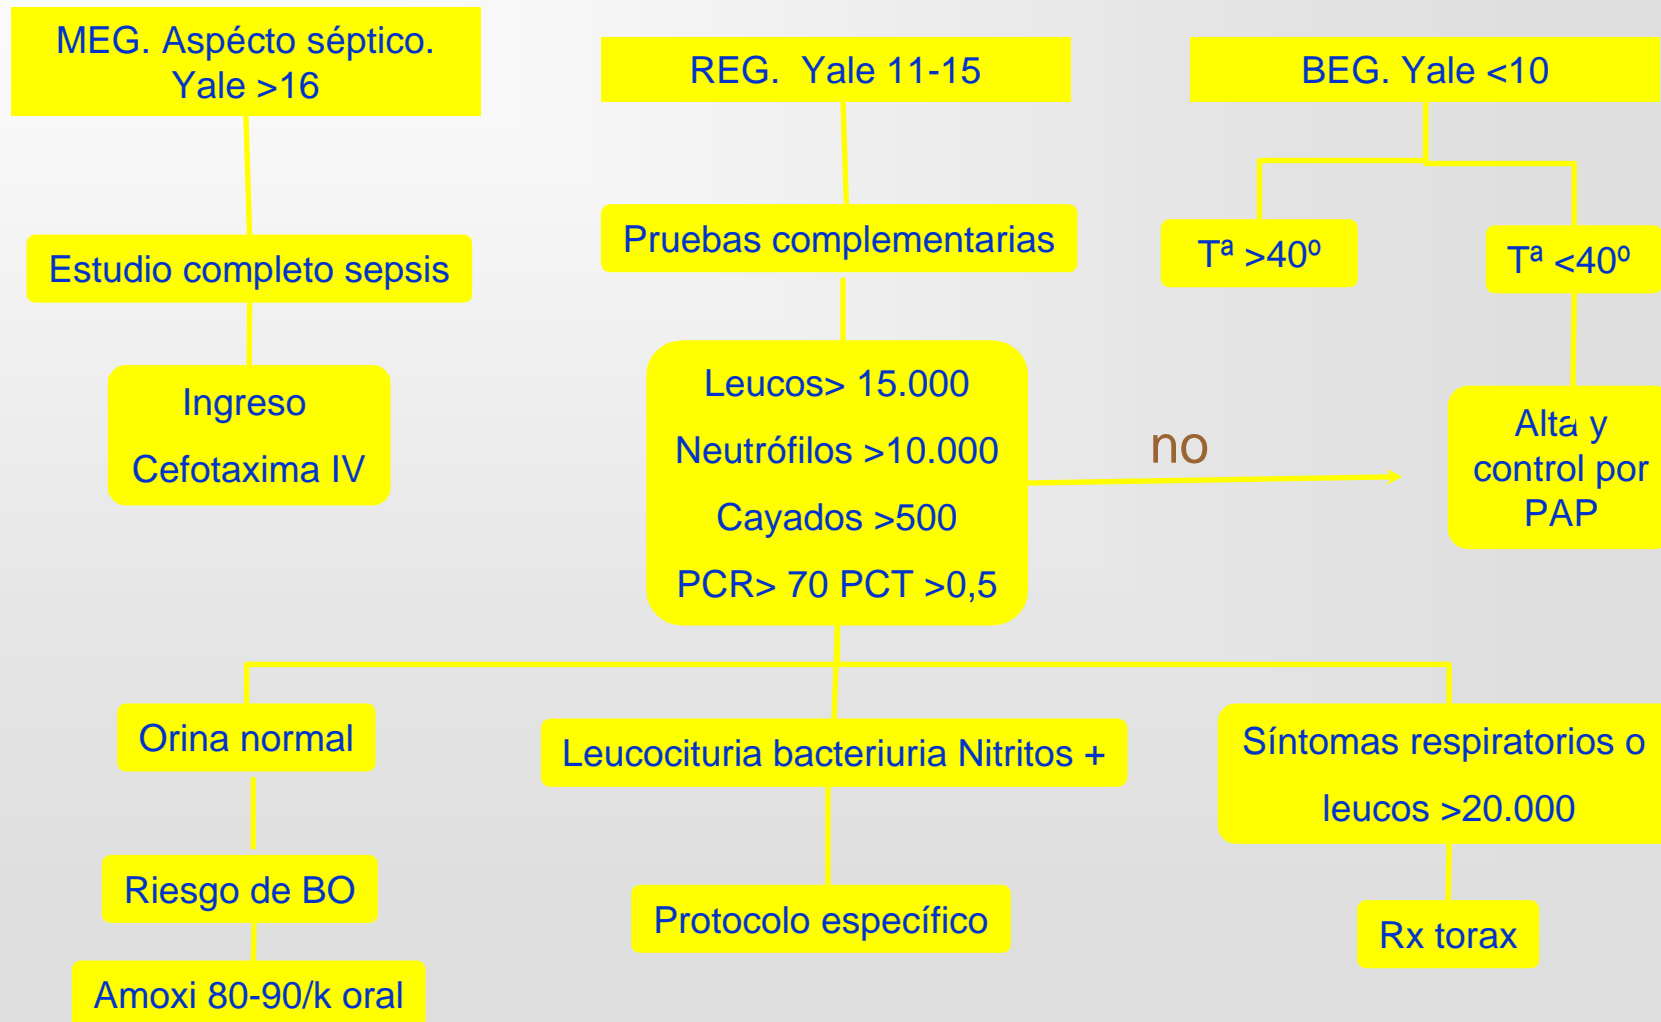 MEG. Aspécto séptico.
Yale >16
REG. Yale 11-15
BEG. Yale <10
Estudio completo sepsis
Pruebas complementarias
Tª >40º
Tª <40º
Ingreso
Cefotaxima IV
Leucos> 15.000
Neutrófilos >10.000
Cayados >500
PCR> 70 PCT >0,5
no
Alta y
control por
PAP
Orina normal
Leucocituria bacteriuria Nitritos +
Síntomas respiratorios o
leucos >20.000
Riesgo de BO
Protocolo específico
Rx torax
Amoxi 80-90/k oral